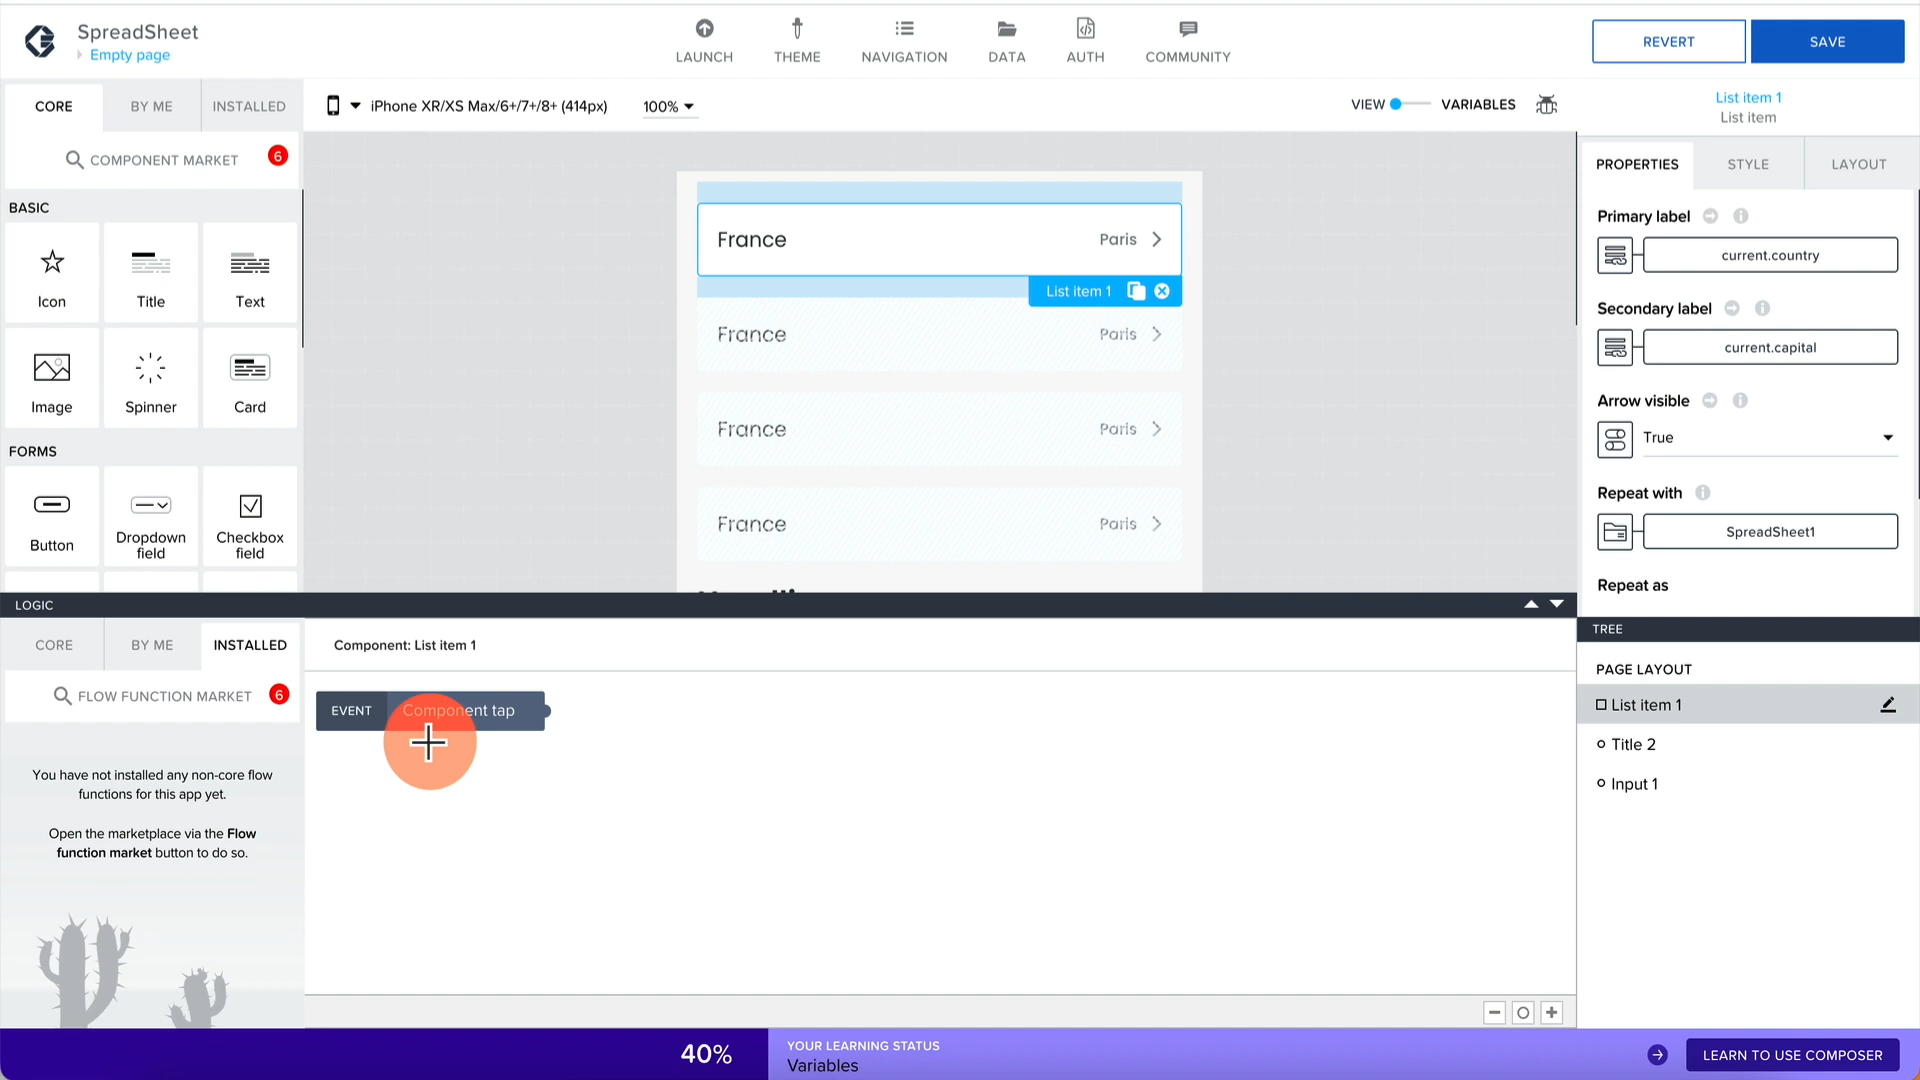 SpreadSheet
Empty page
LAUNCH
THEME
NAVIGATION
DATA
AUTH
COMMUNITY
REVERT
SAVE
CORE
BY ME
INSTALLED
COMPONENT MARKET
6
BASIC
Icon
Title
Text
Image
Spinner
Card
FORMS
Button
Dropdown
field
Checkbox
field
iPhone XR/XS Max/6+/7+/8+ (414px)
100%
VIEW
VARIABLES
France
Paris
List item 1
France
Paris
France
Paris
France
Paris
List item 1
List item
PROPERTIES
STYLE
LAYOUT
Primary label
current.country
Secondary label
current.capital
Arrow visible
True
Repeat with
SpreadSheet1
Repeat as
LOGIC
CORE
BY ME
INSTALLED
FLOW FUNCTION MARKET
6
You have not installed any non-core flow
functions for this app yet.
Open the marketplace via the Flow
function market button to do so.
Component: List item 1
EVENT
Component tap
TREE
PAGE LAYOUT
List item 1
Title 2
Input 1
40%
YOUR LEARNING STATUS
Variables
LEARN TO USE COMPOSER